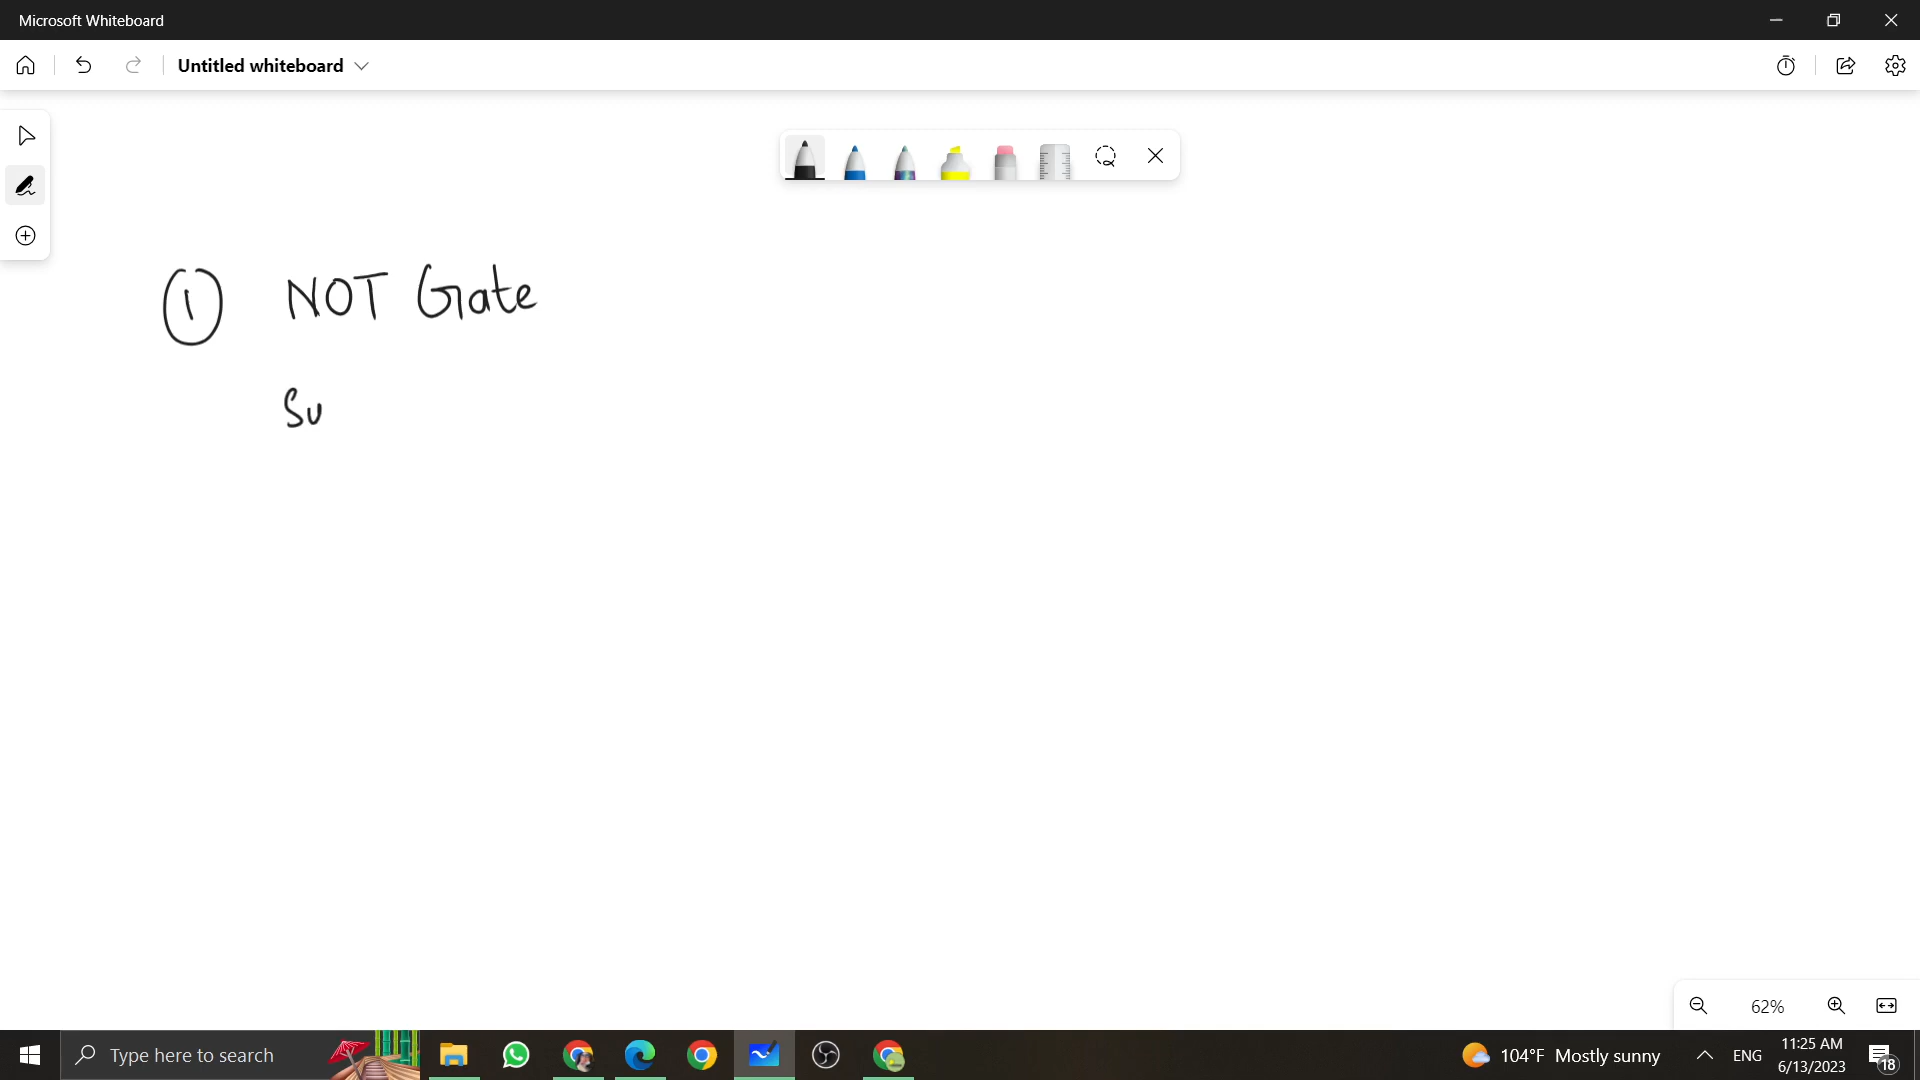 Microsoft Whiteboard
Untitled whiteboard
① NOT Gate
Su
62%
Type here to search
104°F Mostly sunny
ENG
11:25 AM
6/13/2023
18